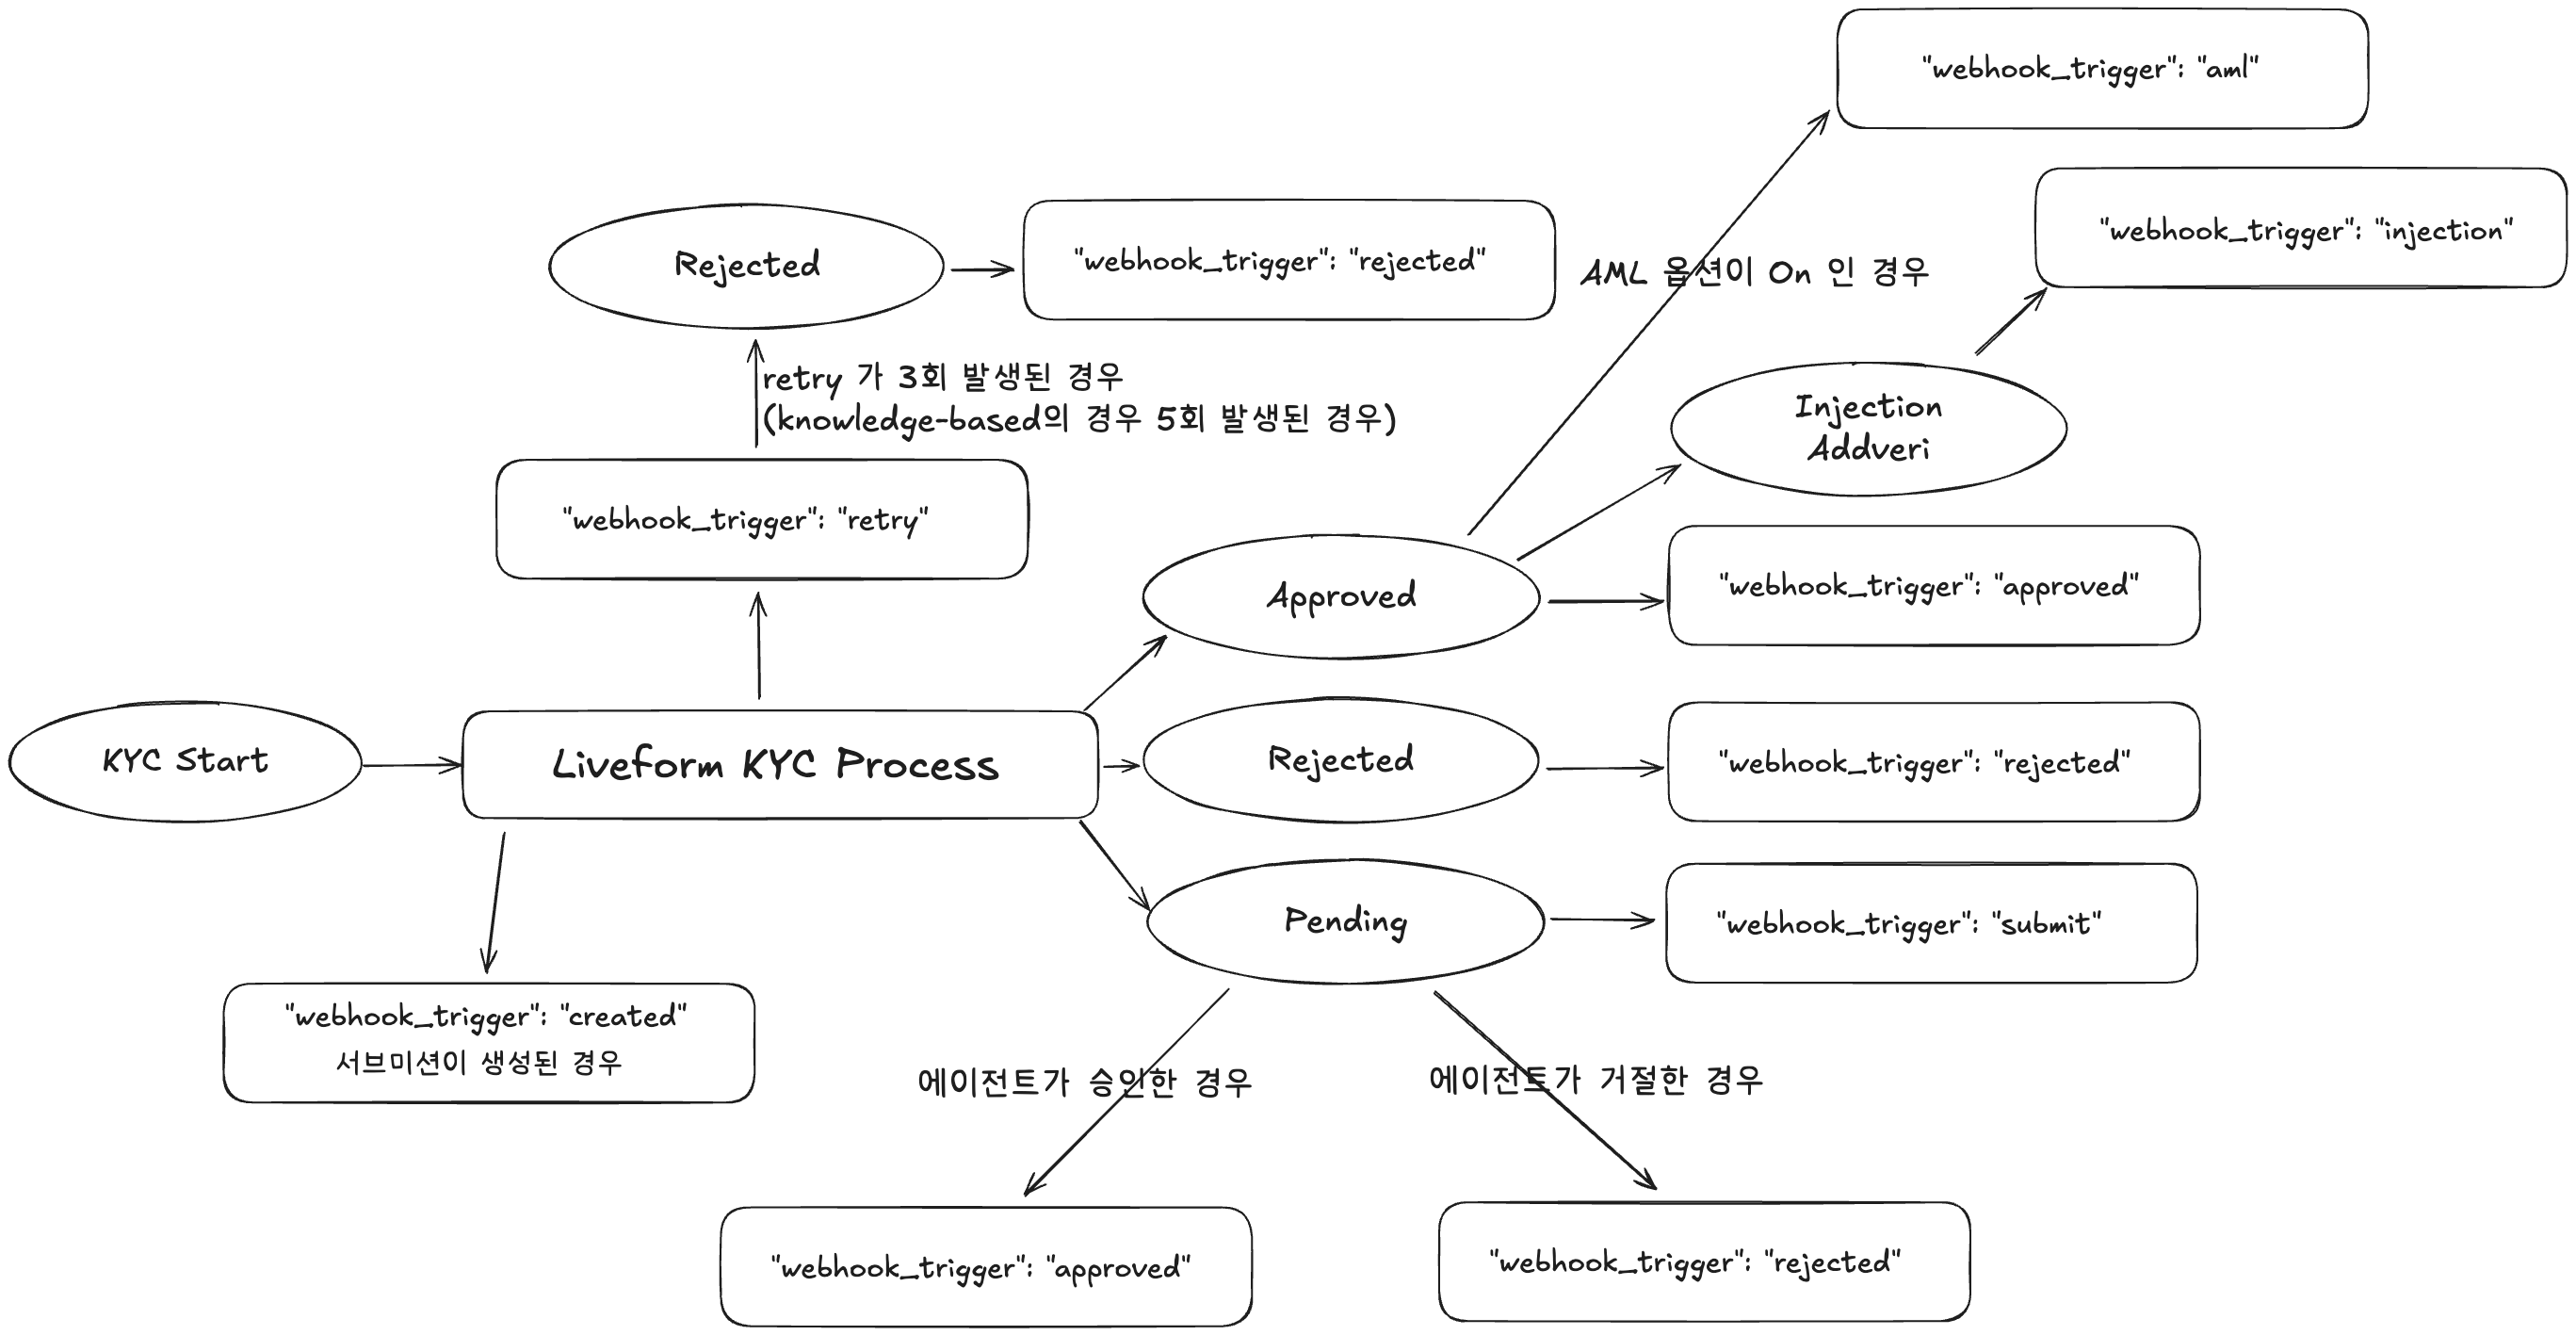 "webhook_trigger": "aml"
"webhook_trigger": "injection"
Rejected
"webhook_trigger": "rejected"
AML 옵션이 On 인 경우
retry 가 3회 발생된 경우
(knowledge-based의 경우 5회 발생된 경우)
Injection
Addveri
"webhook_trigger": "retry"
Approved
"webhook_trigger": "approved"
KYC Start
Liveform KYC Process
Rejected
"webhook_trigger": "rejected"
Pending
"webhook_trigger": "submit"
"webhook_trigger": "created"
서브미션이 생성된 경우
에이전트가 승인한 경우
에이전트가 거절한 경우
"webhook_trigger": "approved"
"webhook_trigger": "rejected"